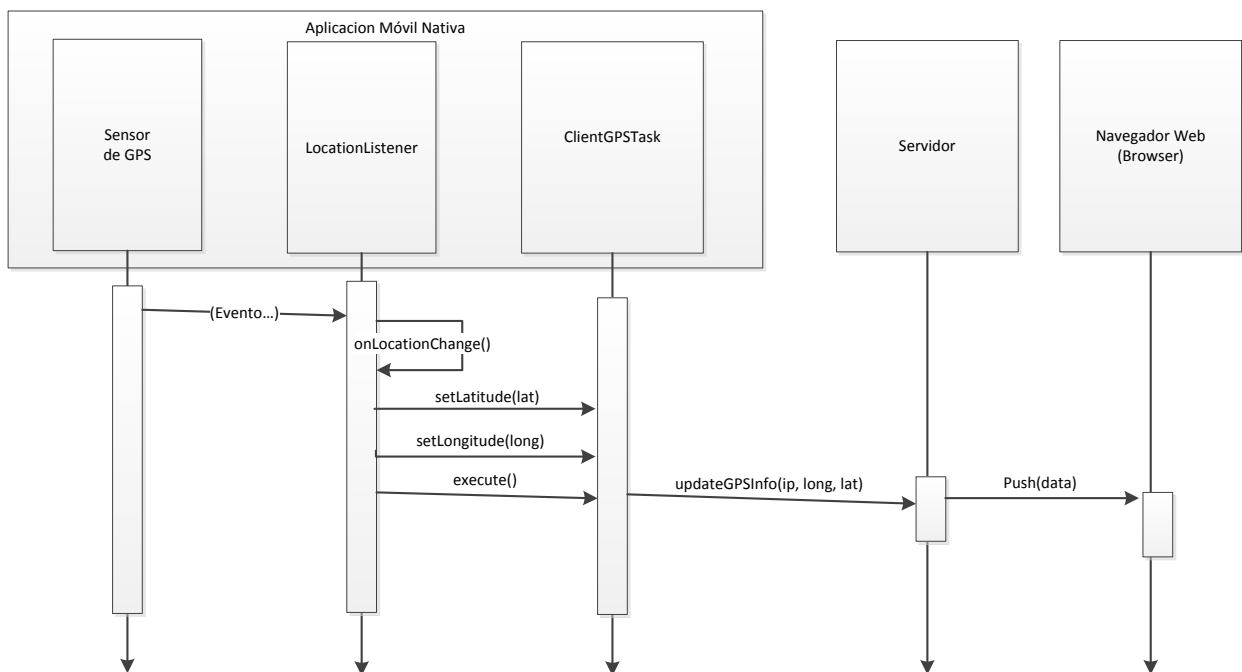 Aplicacion Móvil Nativa
Sensor
de GPS
LocationListener
ClientGPSTask
Servidor
Navegador Web
(Browser)
(Evento...)
onLocationChange()
setLatitude(lat)
setLongitude(long)
execute()
updateGPSInfo(ip, long, lat)
Push(data)